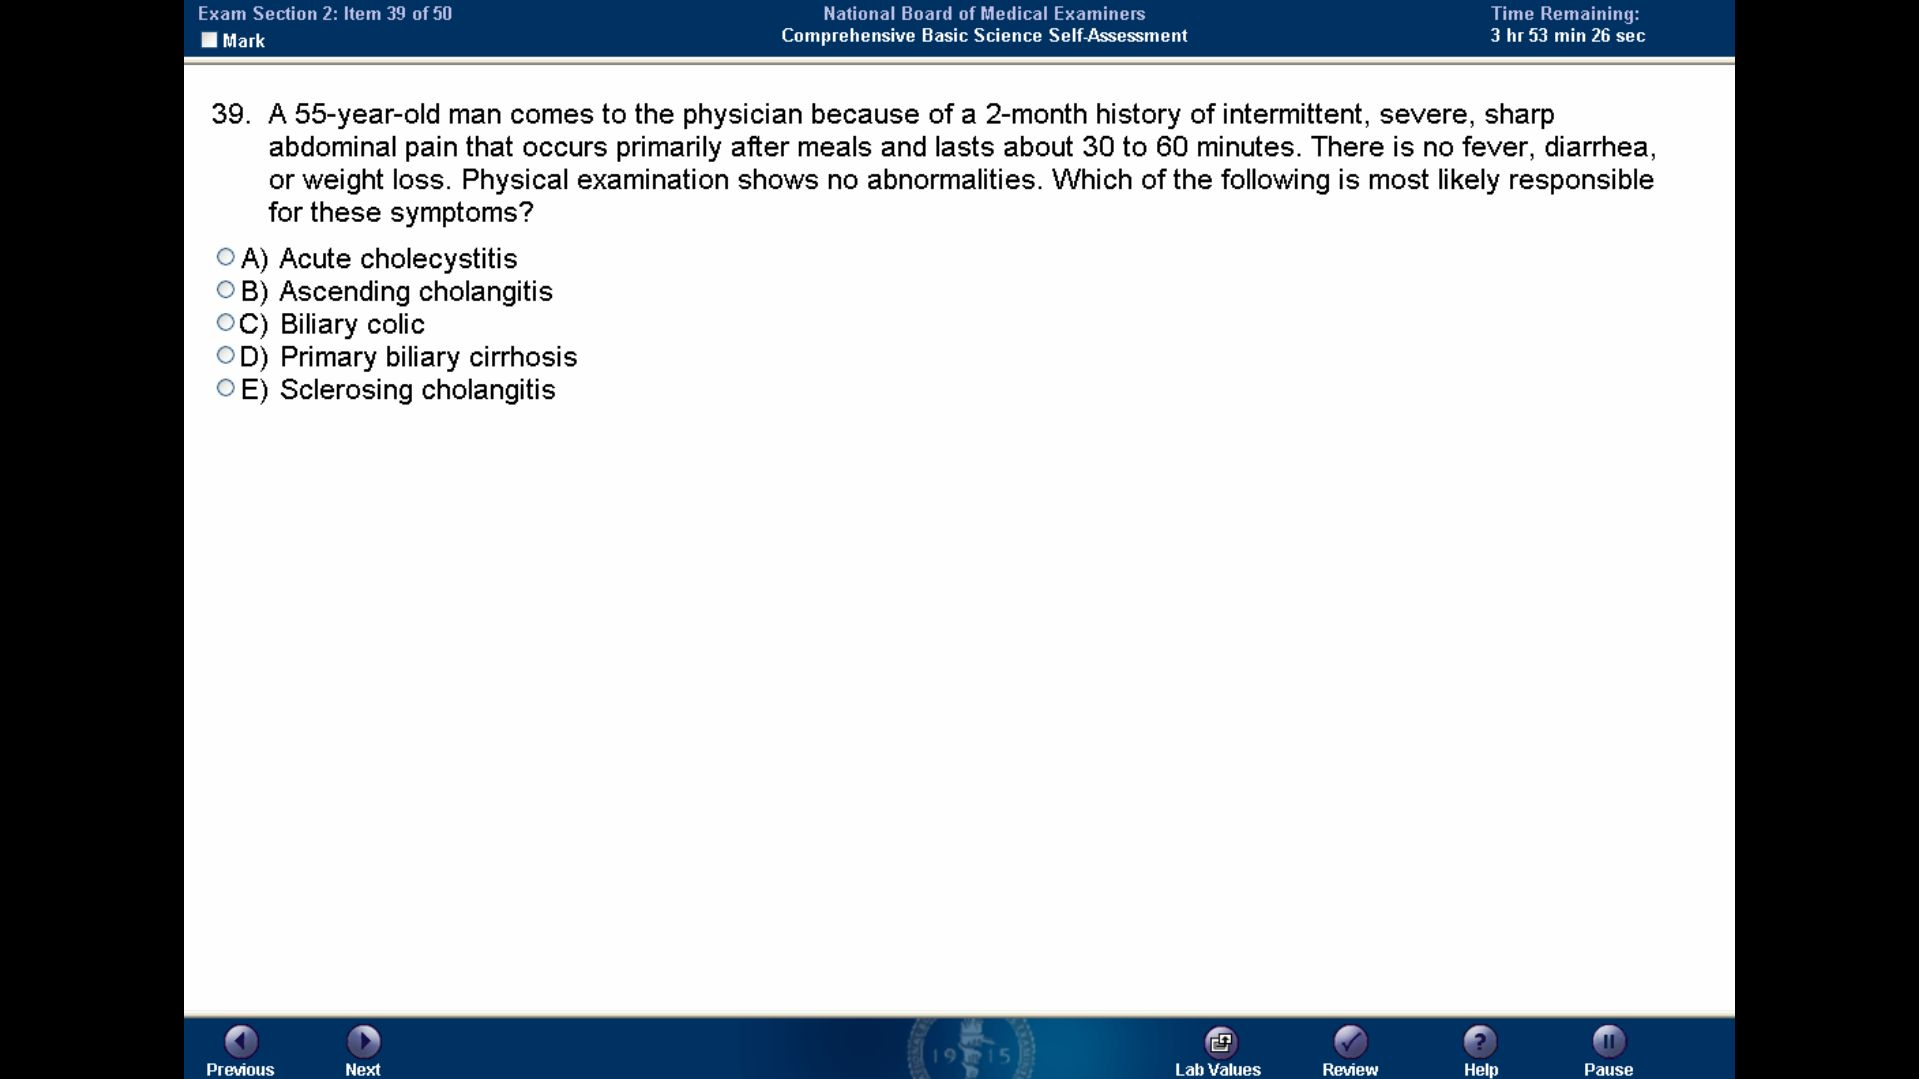 Exam Section 2: Item 39 of 50
National Board of Medical Examiners
Time Remaining:
Mark
Comprehensive Basic Science Self-Assessment
3 hr 53 min 26 sec
39. A 55-year-old man comes to the physician because of a 2-month history of intermittent, severe, sharp
abdominal pain that occurs primarily after meals and lasts about 30 to 60 minutes. There is no fever, diarrhea,
or weight loss. Physical examination shows no abnormalities. Which of the following is most likely responsible
for these symptoms?
A) Acute cholecystitis
B) Ascending cholangitis
C) Biliary colic
D) Primary biliary cirrhosis
E) Sclerosing cholangitis
19 15
Previous
Next
Lab Values
Review
Help
Pause